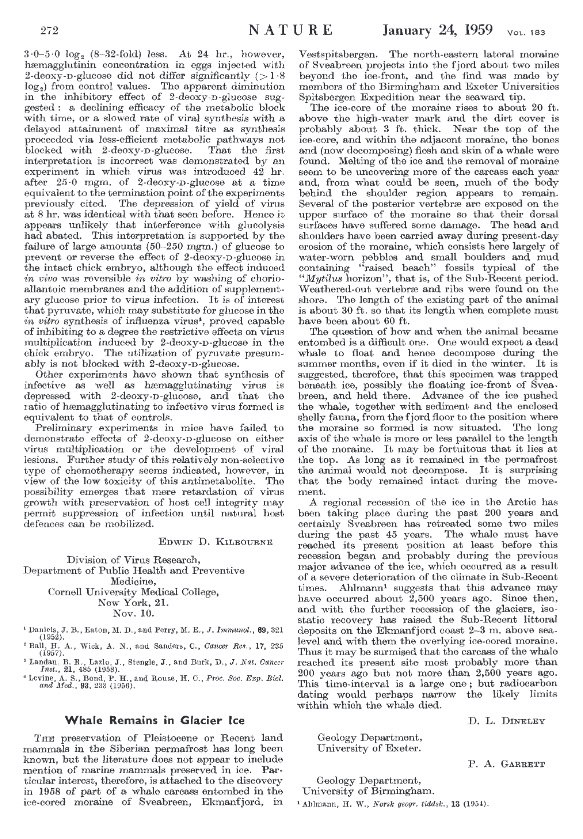 272
NATURE
January 24, 1959 VOL. 183
3·0–5·0 log₂ (8–32-fold) less. At 24 hr., however,
hæmagglutinin concentration in eggs injected with
2-deoxy-D-glucose did not differ significantly (>1·8
log₂) from control values. The apparent diminution
in the inhibitory effect of 2-deoxy-D-glucose sug-
gested: a declining efficacy of the metabolic block
with time, or a slowed rate of viral synthesis with a
delayed attainment of maximal titre as synthesis
proceeded via less-efficient metabolic pathways not
blocked with 2-deoxy-D-glucose. That the first
interpretation is incorrect was demonstrated by an
experiment in which virus was introduced 42 hr.
after 25·0 mgm. of 2-deoxy-D-glucose at a time
equivalent to the termination point of the experiments
previously cited. The depression of yield of virus
at 8 hr. was identical with that seen before. Hence it
appears unlikely that interference with glucolysis
had abated. This interpretation is supported by the
failure of large amounts (50–250 mgm.) of glucose to
prevent or reverse the effect of 2-deoxy-D-glucose in
the intact chick embryo, although the effect induced
in vivo was reversible in vitro by washing of chorio-
allantoic membranes and the addition of supplement-
ary glucose prior to virus infection. It is of interest
that pyruvate, which may substitute for glucose in the
in vitro synthesis of influenza virus⁴, proved capable
of inhibiting to a degree the restrictive effects on virus
multiplication induced by 2-deoxy-D-glucose in the
chick embryo. The utilization of pyruvate presum-
ably is not blocked with 2-deoxy-D-glucose.
Other experiments have shown that synthesis of
infective as well as hæmagglutinating virus is
depressed with 2-deoxy-D-glucose, and that the
ratio of hæmagglutinating to infective virus formed is
equivalent to that of controls.
Preliminary experiments in mice have failed to
demonstrate effects of 2-deoxy-D-glucose on either
virus multiplication or the development of viral
lesions. Further study of this relatively non-selective
type of chemotherapy seems indicated, however, in
view of the low toxicity of this antimetabolite. The
possibility emerges that mere retardation of virus
growth with preservation of host cell integrity may
permit suppression of infection until natural host
defences can be mobilized.
EDWIN D. KILBOURNE
Division of Virus Research,
Department of Public Health and Preventive
Medicine,
Cornell University Medical College,
New York, 21.
Nov. 10.
¹ Daniels, J. B., Eaton, M. D., and Perry, M. E., J. Immunol., 69, 321
(1952).
² Ball, H. A., Wick, A. N., and Sanders, C., Cancer Res., 17, 235
(1957).
³ Landau, B. R., Laszlo, J., Stengle, J., and Burk, D., J. Nat. Cancer
Inst., 21, 485 (1958).
⁴ Levine, A. S., Bond, P. H., and Rouse, H. C., Proc. Soc. Exp. Biol.
and Med., 93, 233 (1956).
Whale Remains in Glacier Ice
THE preservation of Pleistocene or Recent land
mammals in the Siberian permafrost has long been
known, but the literature does not appear to include
mention of marine mammals preserved in ice. Par-
ticular interest, therefore, is attached to the discovery
in 1958 of part of a whale carcass entombed in the
ice-cored moraine of Sveabreen, Ekmanfjord, in
Vestspitsbergen. The north-eastern lateral moraine
of Sveabreen projects into the fjord about two miles
beyond the ice-front, and the find was made by
members of the Birmingham and Exeter Universities
Spitsbergen Expedition near the seaward tip.
The ice-core of the moraine rises to about 20 ft.
above the high-water mark and the dirt cover is
probably about 3 ft. thick. Near the top of the
ice-core, and within the adjacent moraine, the bones
and (now decomposing) flesh and skin of a whale were
found. Melting of the ice and the removal of moraine
seem to be uncovering more of the carcass each year
and, from what could be seen, much of the body
behind the shoulder region appears to remain.
Several of the posterior vertebræ are exposed on the
upper surface of the moraine so that their dorsal
surfaces have suffered some damage. The head and
shoulders have been carried away during present-day
erosion of the moraine, which consists here largely of
water-worn pebbles and small boulders and mud
containing "raised beach" fossils typical of the
"Mytilus horizon", that is, of the Sub-Recent period.
Weathered-out vertebræ and ribs were found on the
shore. The length of the existing part of the animal
is about 30 ft. so that its length when complete must
have been about 60 ft.
The question of how and when the animal became
entombed is a difficult one. One would expect a dead
whale to float and hence decompose during the
summer months, even if it died in the winter. It is
suggested, therefore, that this specimen was trapped
beneath ice, possibly the floating ice-front of Svea-
breen, and held there. Advance of the ice pushed
the whale, together with sediment and the enclosed
shelly fauna, from the fjord floor to the position where
the moraine so formed is now situated. The long
axis of the whale is more or less parallel to the length
of the moraine. It may be fortuitous that it lies at
the top. As long as it remained in the permafrost
the animal would not decompose. It is surprising
that the body remained intact during the move-
ment.
A regional recession of the ice in the Arctic has
been taking place during the past 200 years and
certainly Sveabreen has retreated some two miles
during the past 45 years. The whale must have
reached its present position at least before this
recession began and probably during the previous
major advance of the ice, which occurred as a result
of a severe deterioration of the climate in Sub-Recent
times. Ahlmann¹ suggests that this advance may
have occurred about 2,500 years ago. Since then,
and with the further recession of the glaciers, iso-
static recovery has raised the Sub-Recent littoral
deposits on the Ekmanfjord coast 2–3 m. above sea-
level and with them the overlying ice-cored moraine.
Thus it may be surmised that the carcass of the whale
reached its present site most probably more than
200 years ago but not more than 2,500 years ago.
This time-interval is a large one; but radiocarbon
dating would perhaps narrow the likely limits
within which the whale died.
D. L. DINELEY
Geology Department,
University of Exeter.
P. A. GARRETT
Geology Department,
University of Birmingham.
¹ Ahlmann, H. W., Norsk geogr. tiddsk., 13 (1954).